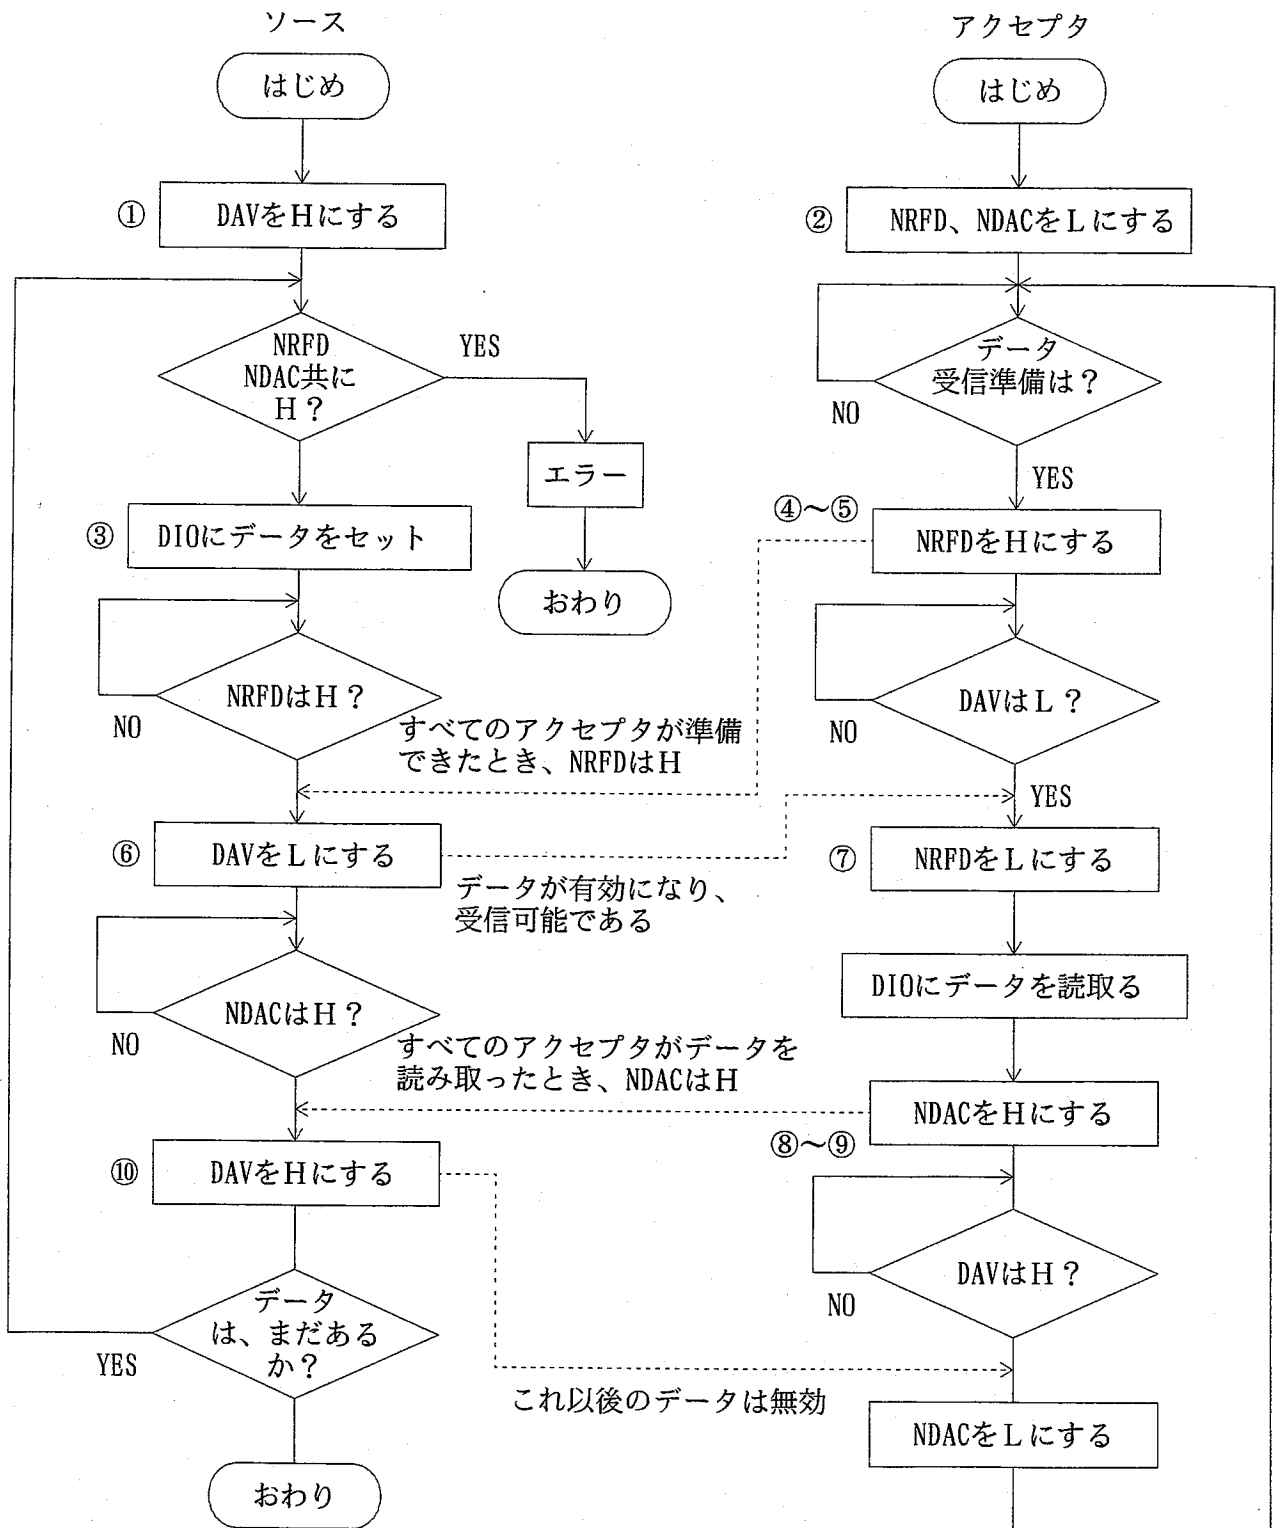 ソース
はじめ
① DAVをHにする
NRFD
NDAC共に
H？
YES
エラー
おわり
③ DIOにデータをセット
NRFDはH？
NO
すべてのアクセプタが準備
できたとき、NRFDはH
⑥ DAVをLにする
データが有効になり、
受信可能である
NDACはH？
NO
すべてのアクセプタがデータを
読み取ったとき、NDACはH
⑩ DAVをHにする
データ
は、まだある
か？
YES
これ以後のデータは無効
おわり
アクセプタ
はじめ
② NRFD、NDACをLにする
データ
受信準備は？
NO
YES
④～⑤
NRFDをHにする
DAVはL？
NO
YES
⑦ NRFDをLにする
DIOにデータを読取る
NDACをHにする
⑧～⑨
DAVはH？
NO
NDACをLにする